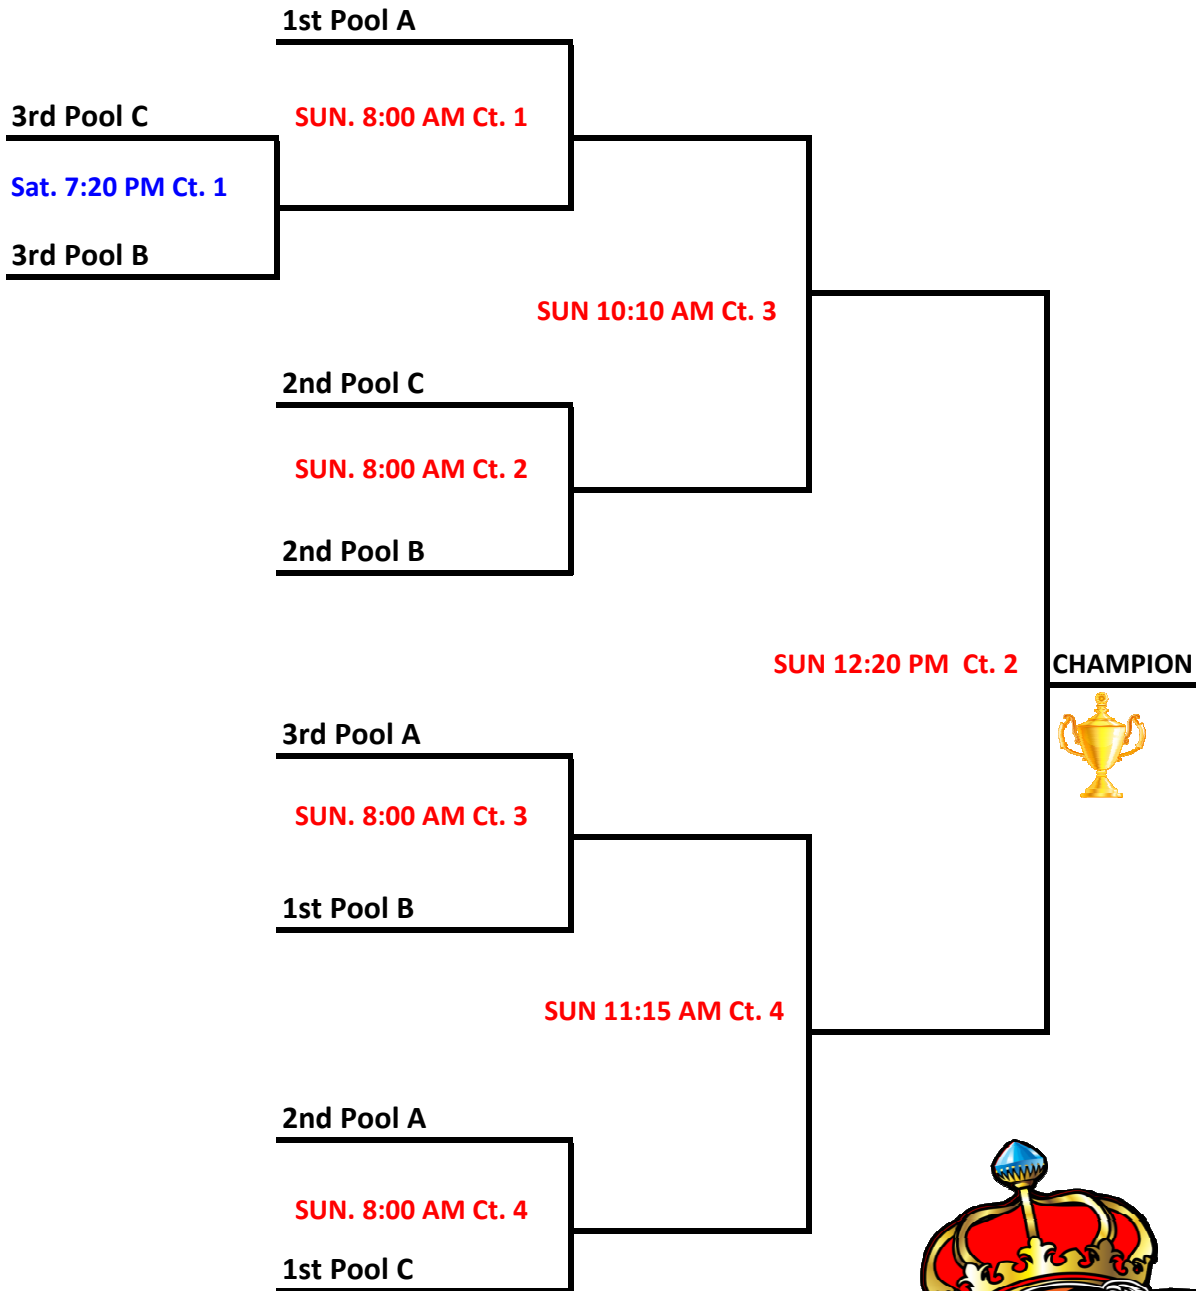 1st Pool A
3rd Pool C
SUN. 8:00 AM Ct. 1
Sat. 7:20 PM Ct. 1
3rd Pool B
SUN 10:10 AM Ct. 3
2nd Pool C
SUN. 8:00 AM Ct. 2
2nd Pool B
SUN 12:20 PM  Ct. 2
CHAMPION
3rd Pool A
SUN. 8:00 AM Ct. 3
1st Pool B
SUN 11:15 AM Ct. 4
2nd Pool A
SUN. 8:00 AM Ct. 4
1st Pool C